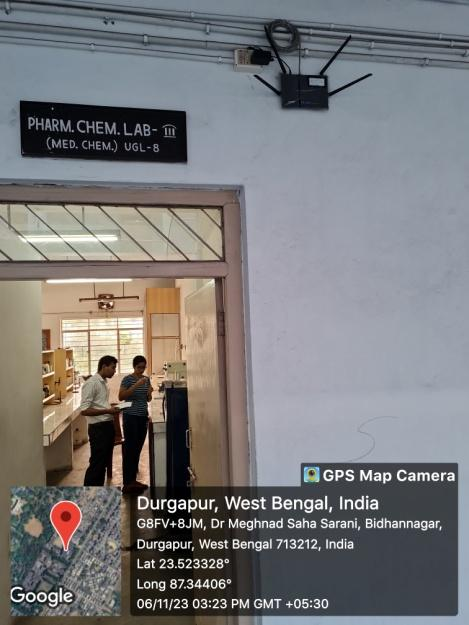 PHARM. CHEM. LAB- III
(MED. CHEM.) UGL-8
GPS Map Camera
Durgapur, West Bengal, India
G8FV+8JM, Dr Meghnad Saha Sarani, Bidhannagar,
Durgapur, West Bengal 713212, India
Lat 23.523328°
Long 87.34406°
06/11/23 03:23 PM GMT +05:30
Google